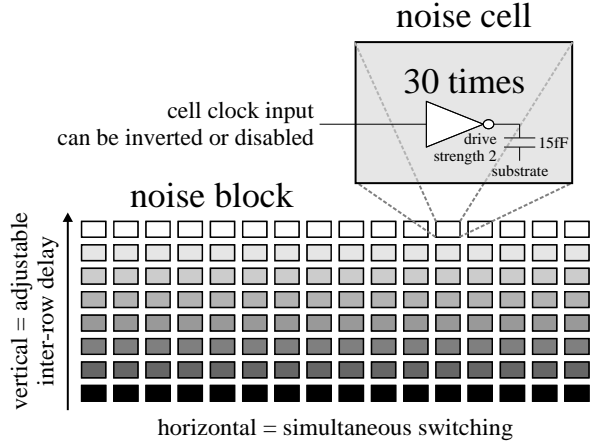 noise cell
30 times
cell clock input
can be inverted or disabled
drive
strength 2
15fF
substrate
noise block
vertical = adjustable
inter-row delay
horizontal = simultaneous switching